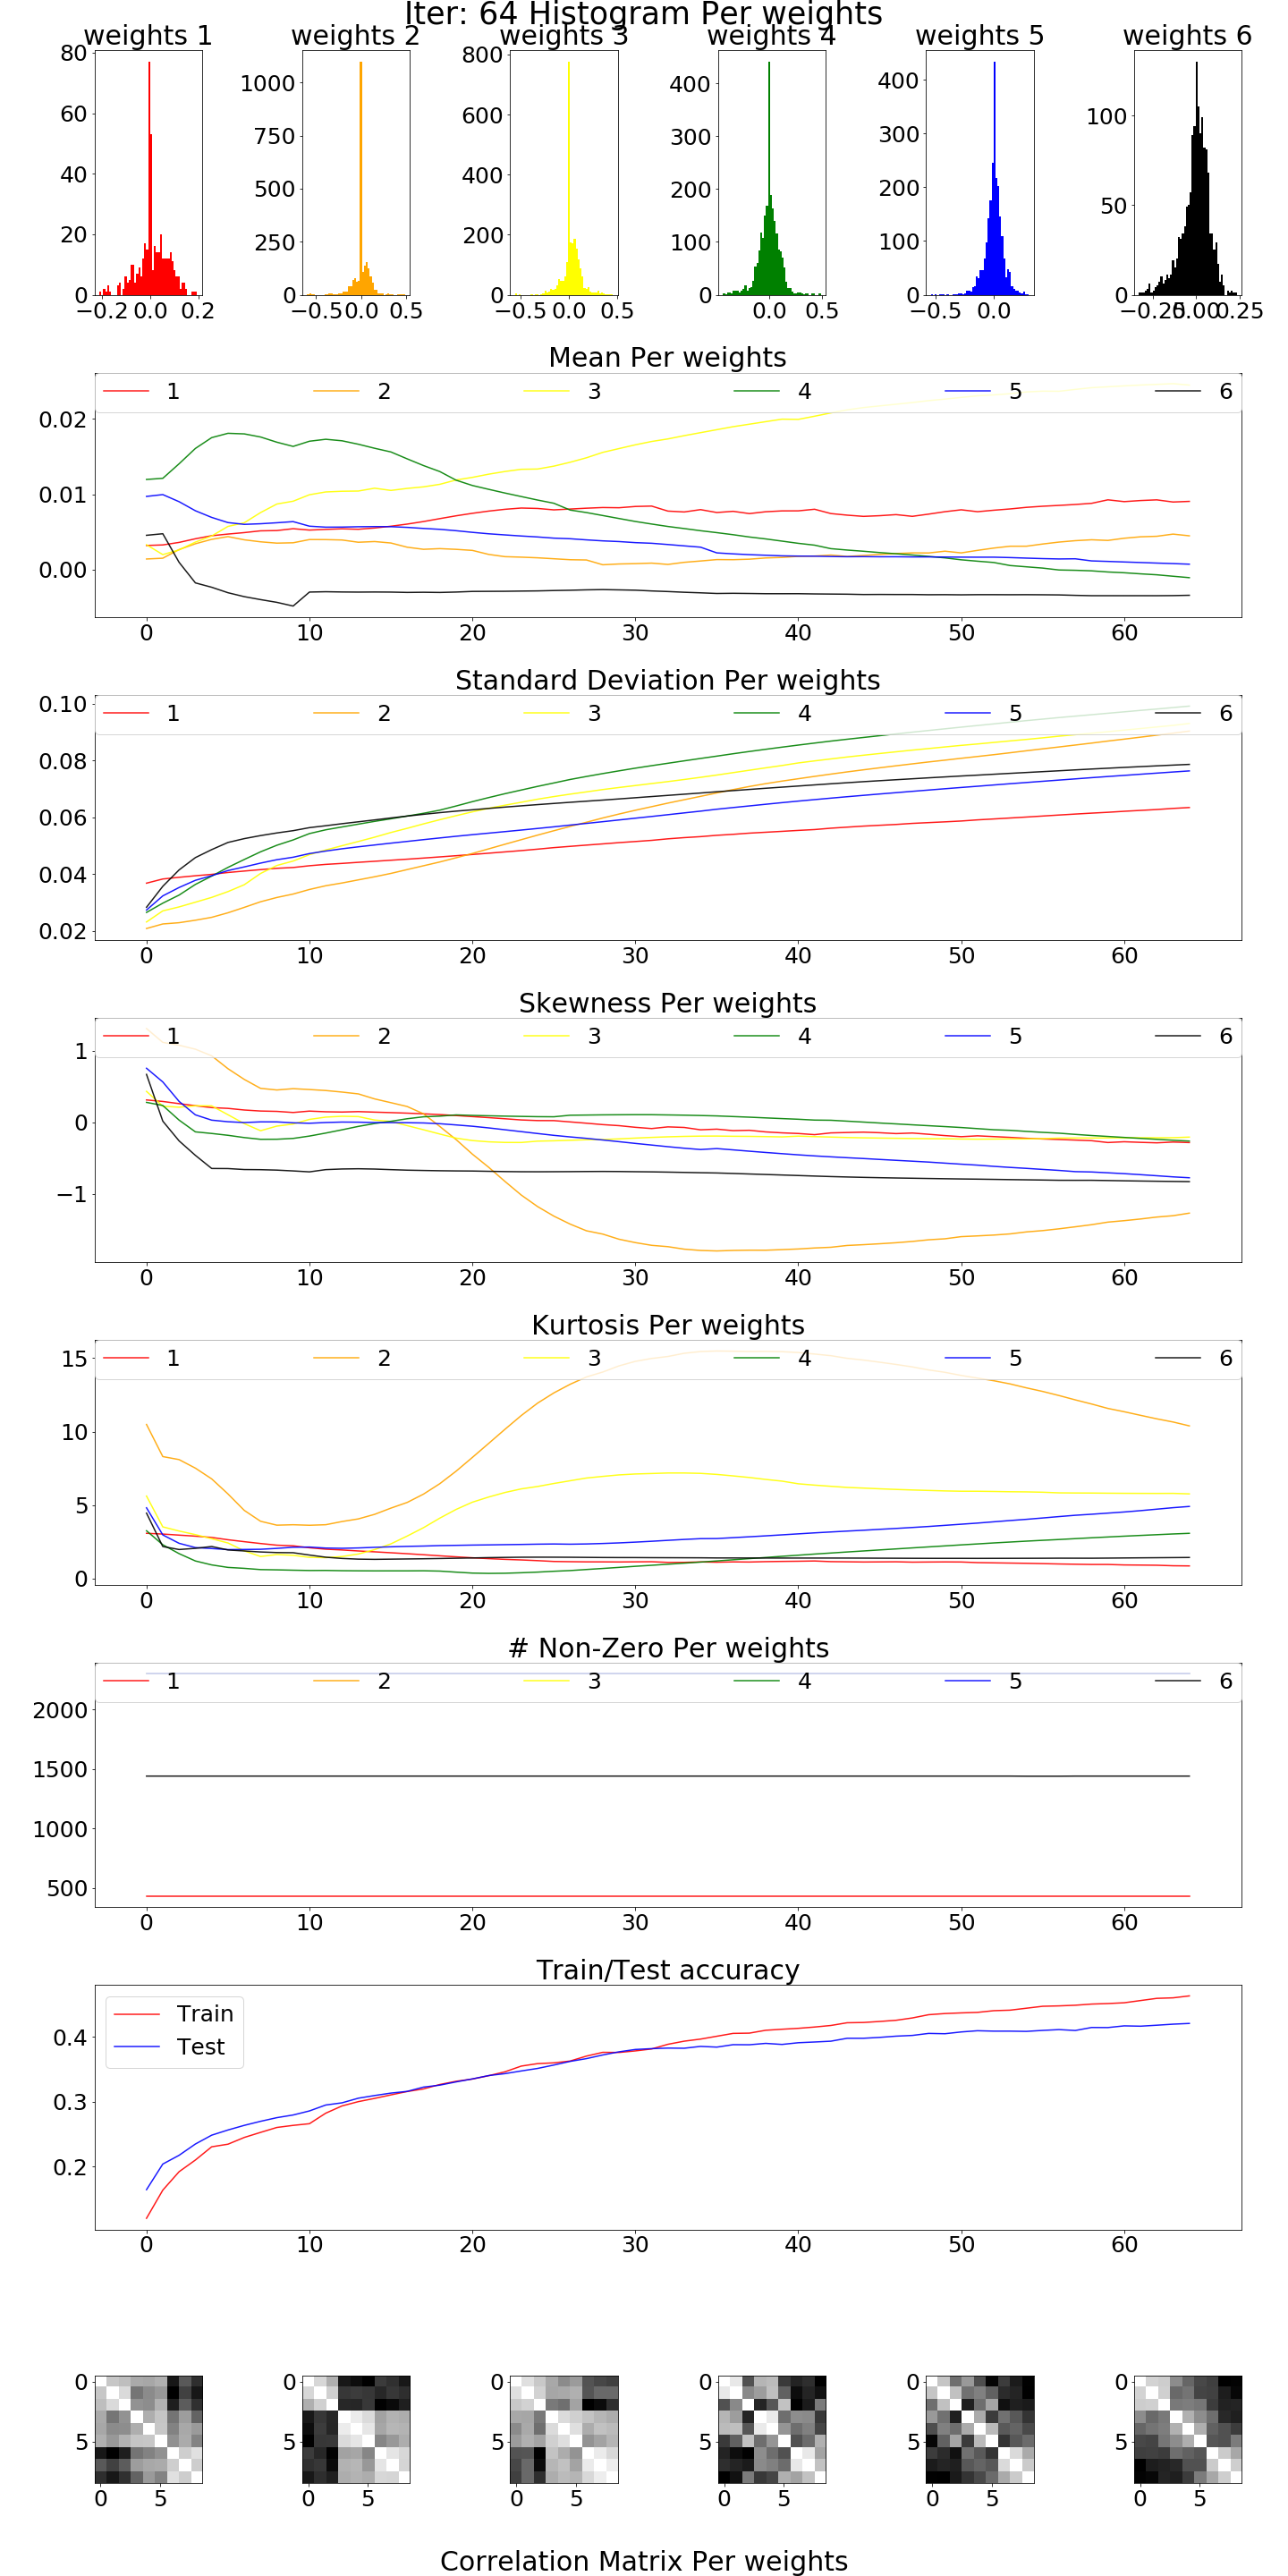 Iter: 64 Histogram Per weights
weights 1 weights 2 weights 3 weights 4 weights 5 weights 6
80 60 40 20 0
−0.2 0.0 0.2
1000 750 500 250 0
−0.5 0.0 0.5
800 600 400 200 0
−0.5 0.0 0.5
400 300 200 100 0
0.0 0.5
400 300 200 100 0
−0.5 0.0
100 50 0
−0.25 0.00 0.25
Mean Per weights
1 2 3 4 5 6
0.02
0.01
0.00
0 10 20 30 40 50 60
Standard Deviation Per weights
1 2 3 4 5 6
0.10
0.08
0.06
0.04
0.02
0 10 20 30 40 50 60
Skewness Per weights
1 2 3 4 5 6
1
0
−1
0 10 20 30 40 50 60
Kurtosis Per weights
1 2 3 4 5 6
15
10
5
0
0 10 20 30 40 50 60
# Non-Zero Per weights
1 2 3 4 5 6
2000
1500
1000
500
0 10 20 30 40 50 60
Train/Test accuracy
Train
Test
0.4
0.3
0.2
0 10 20 30 40 50 60
0 0 0 0 0 0
5 5 5 5 5 5
0 5 0 5 0 5 0 5 0 5 0 5
Correlation Matrix Per weights